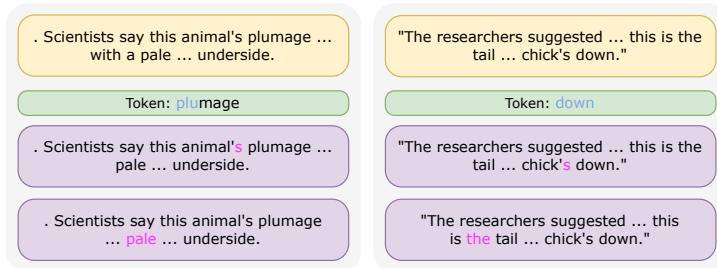 . Scientists say this animal's plumage ...
with a pale ... underside.
Token: plumage
. Scientists say this animal's plumage ...
pale ... underside.
. Scientists say this animal's plumage
... pale ... underside.
"The researchers suggested ... this is the
tail ... chick's down."
Token: down
"The researchers suggested ... this is the
tail ... chick's down."
"The researchers suggested ... this
is the tail ... chick's down."